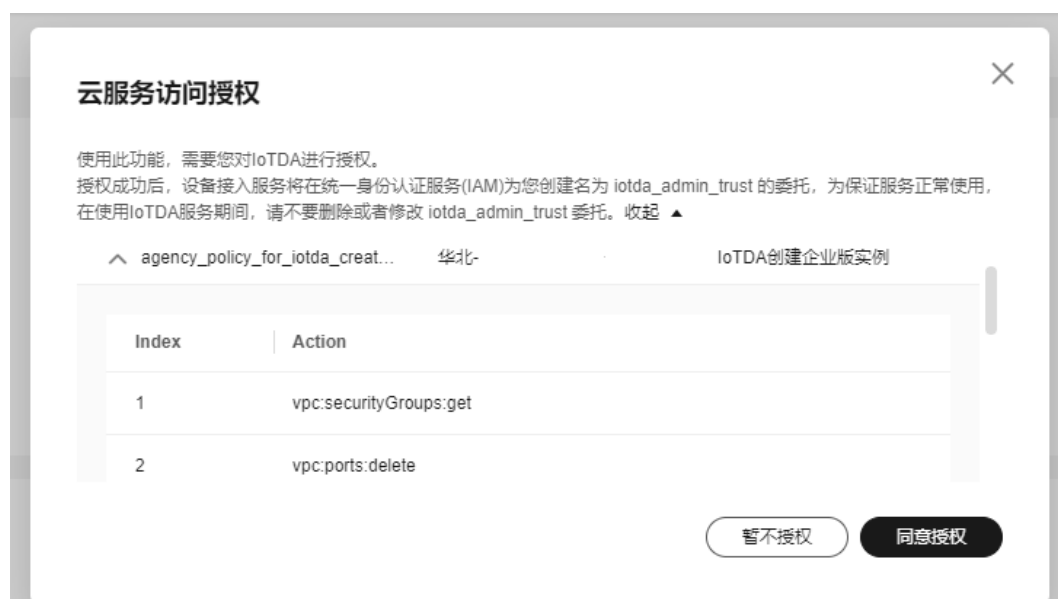 云服务访问授权
使用此功能，需要您对IoTDA进行授权。
授权成功后，设备接入服务将在统一身份认证服务(IAM)为您创建名为 iotda_admin_trust 的委托，为保证服务正常使用，
在使用IoTDA服务期间，请不要删除或者修改 iotda_admin_trust 委托。收起 ▲
agency_policy_for_iotda_creat... 华北- IoTDA创建企业版实例
Index Action
1 vpc:securityGroups:get
2 vpc:ports:delete
暂不授权 同意授权